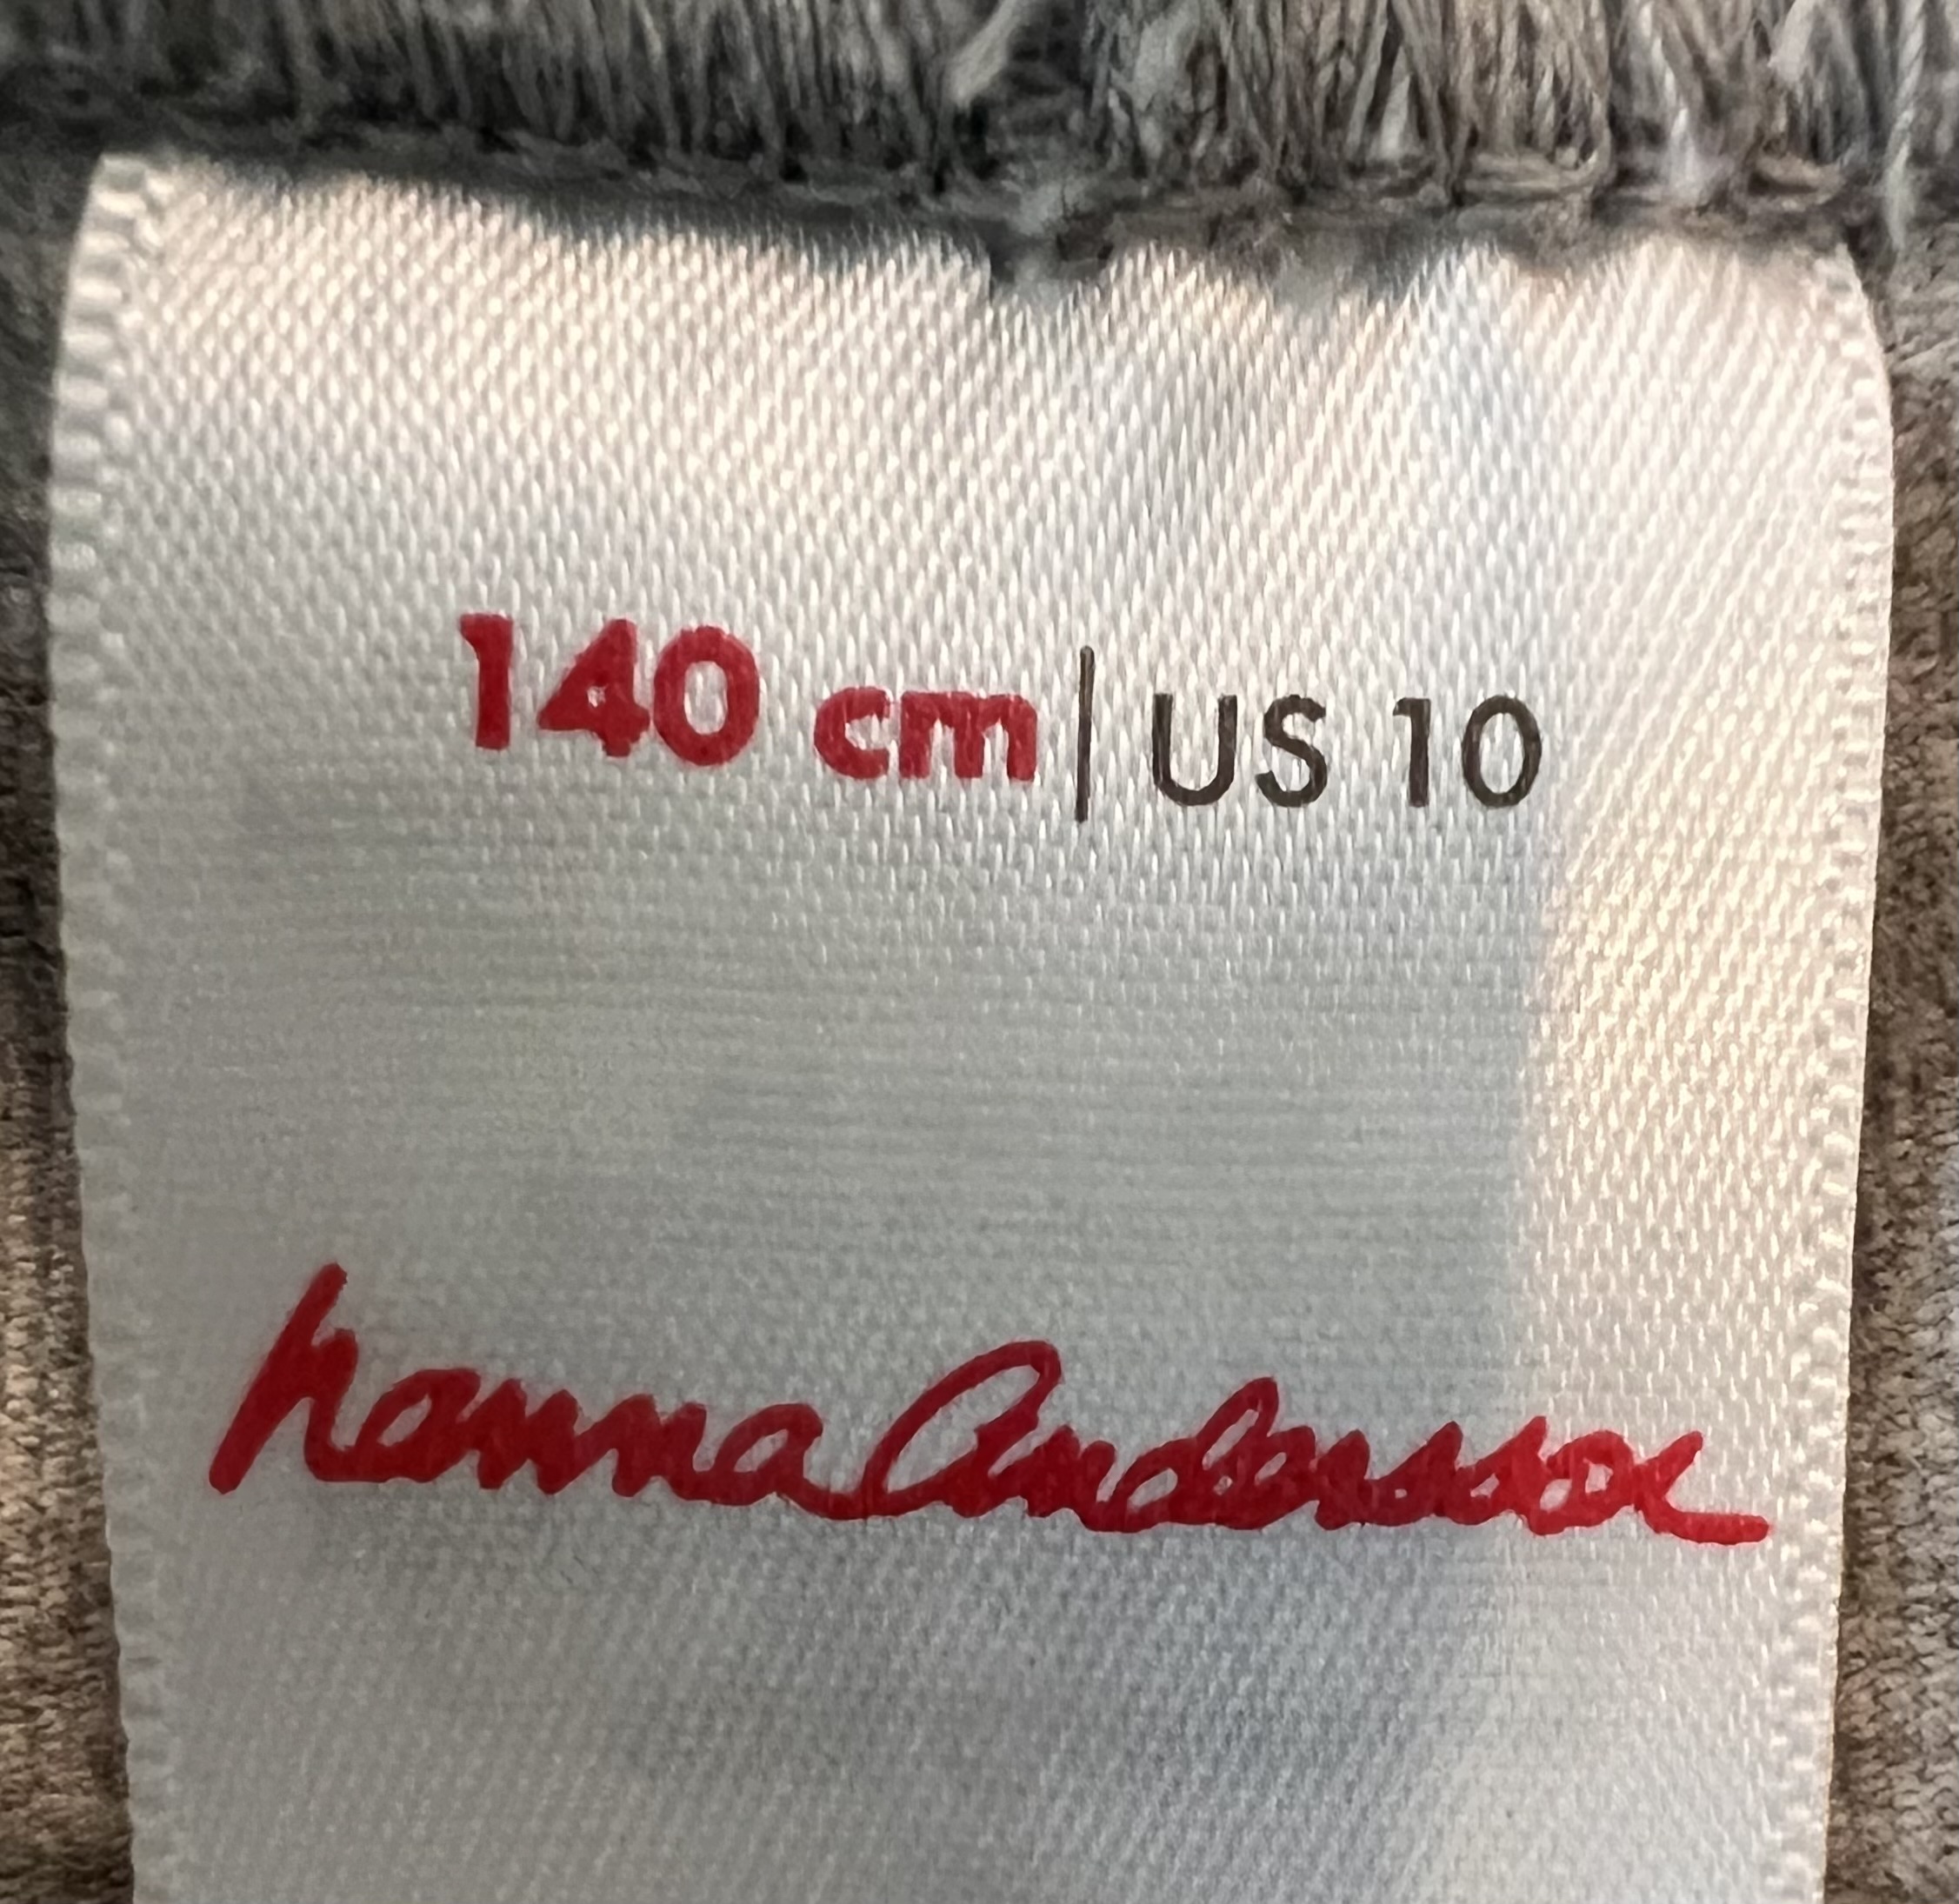 140 cm | US 10
hanna Andersson